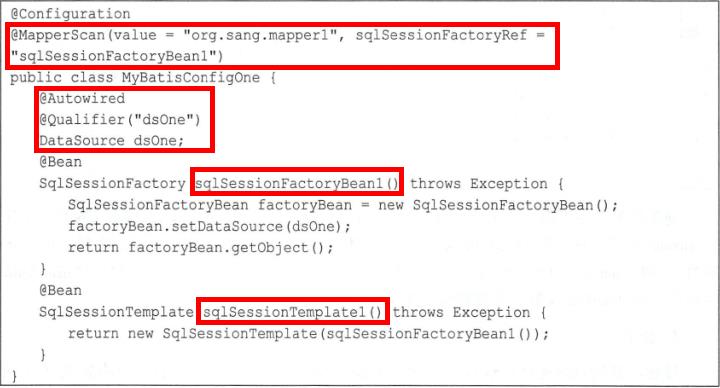 @Configuration
@MapperScan(value = "org.sang.mapper1", sqlSessionFactoryRef =
"sqlSessionFactoryBean1")
public class MyBatisConfigOne {
    @Autowired
    @Qualifier("dsOne")
    DataSource dsOne;
    @Bean
    SqlSessionFactory sqlSessionFactoryBean1() throws Exception {
        SqlSessionFactoryBean factoryBean = new SqlSessionFactoryBean();
        factoryBean.setDataSource(dsOne);
        return factoryBean.getObject();
    }
    @Bean
    SqlSessionTemplate sqlSessionTemplate1() throws Exception {
        return new SqlSessionTemplate(sqlSessionFactoryBean1());
    }
}